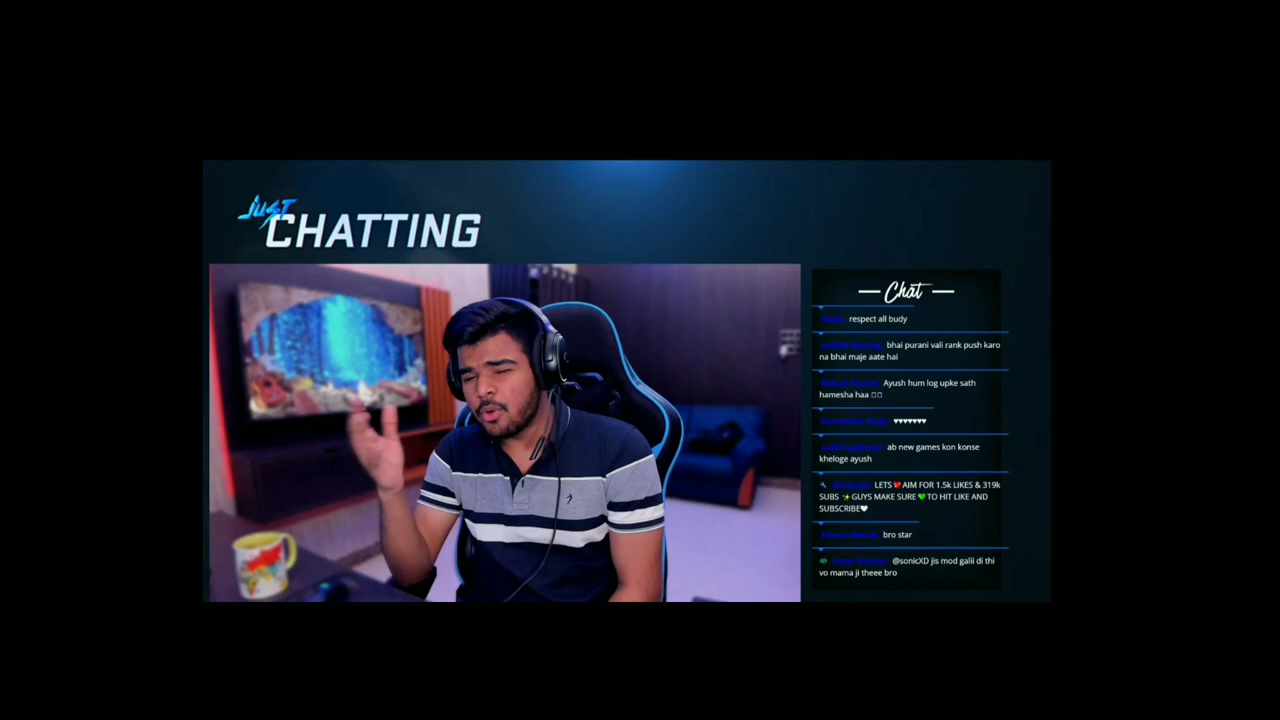 JUST
CHATTING
Chat
respect all budy
bhai purani vali rank push karo
na bhai maje aate hai
Ayush hum log upke sath
hamesha haa
♥♥♥♥♥♥♥
ab new games kon konse
kheloge ayush
LETS💔AIM FOR 1.5k LIKES & 319k
SUBS ✨GUYS MAKE SURE💚TO HIT LIKE AND
SUBSCRIBE🤍
bro star
@sonicXD jis mod galii di thi
vo mama ji theee bro